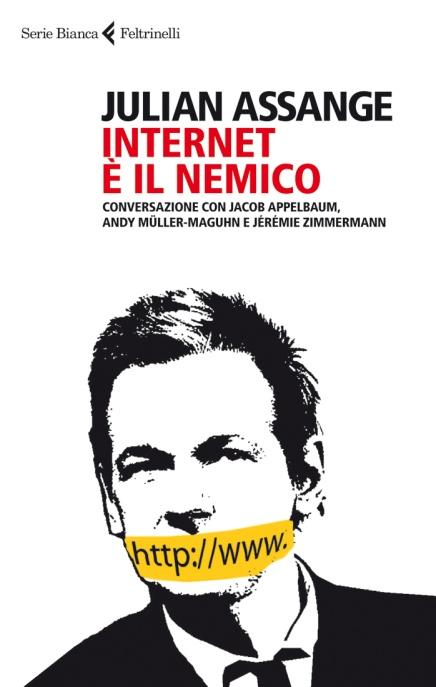 Serie Bianca Feltrinelli
JULIAN ASSANGE
INTERNET
È IL NEMICO
CONVERSAZIONE CON JACOB APPELBAUM,
ANDY MÜLLER-MAGUHN E JÉRÉMIE ZIMMERMANN
http://www.